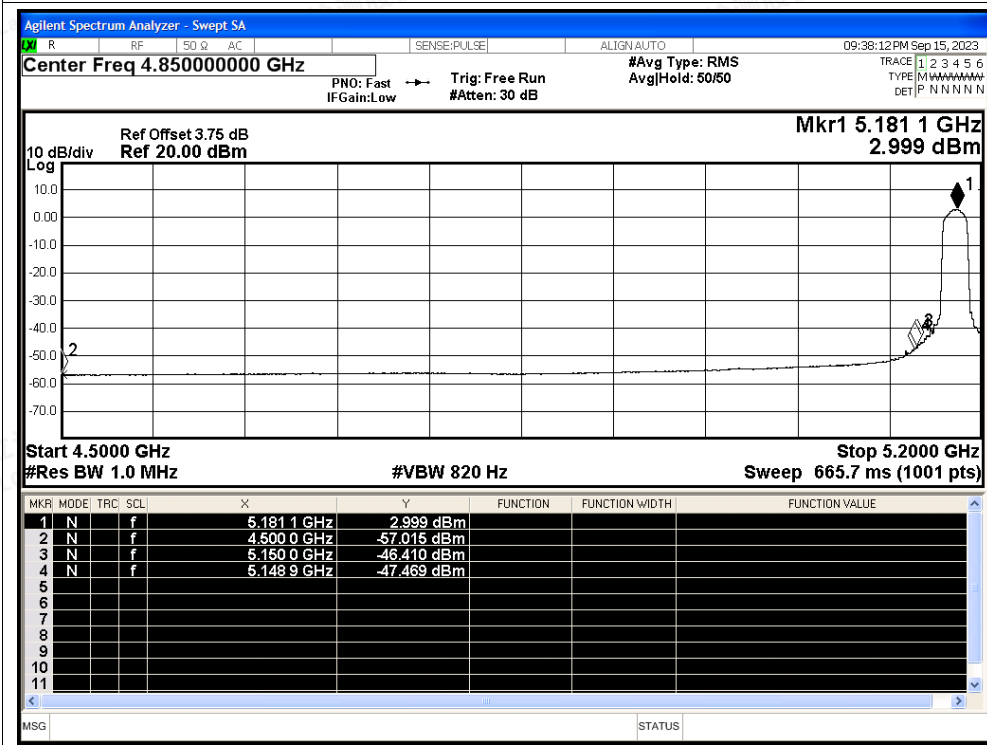 Agilent Spectrum Analyzer - Swept SA
LXI R RF 50 Ω AC SENSE:PULSE ALIGN AUTO 09:38:12 PM Sep 15, 2023
Center Freq 4.850000000 GHz #Avg Type: RMS TRACE 1 2 3 4 5 6
PNO: Fast Trig: Free Run Avg|Hold: 50/50 TYPE M
IFGain:Low #Atten: 30 dB DET P N N N N N
Mkr1 5.181 1 GHz
Ref Offset 3.75 dB
10 dB/div Ref 20.00 dBm 2.999 dBm
Log
10.0
0.00
-10.0
-20.0
-30.0
-40.0
-50.0
-60.0
-70.0
1
2
3
4
Start 4.5000 GHz Stop 5.2000 GHz
#Res BW 1.0 MHz #VBW 820 Hz Sweep 665.7 ms (1001 pts)
MKR MODE TRC SCL X Y FUNCTION FUNCTION WIDTH FUNCTION VALUE
1 N f 5.181 1 GHz 2.999 dBm
2 N f 4.500 0 GHz -57.015 dBm
3 N f 5.150 0 GHz -46.410 dBm
4 N f 5.148 9 GHz -47.469 dBm
5
6
7
8
9
10
11
MSG STATUS